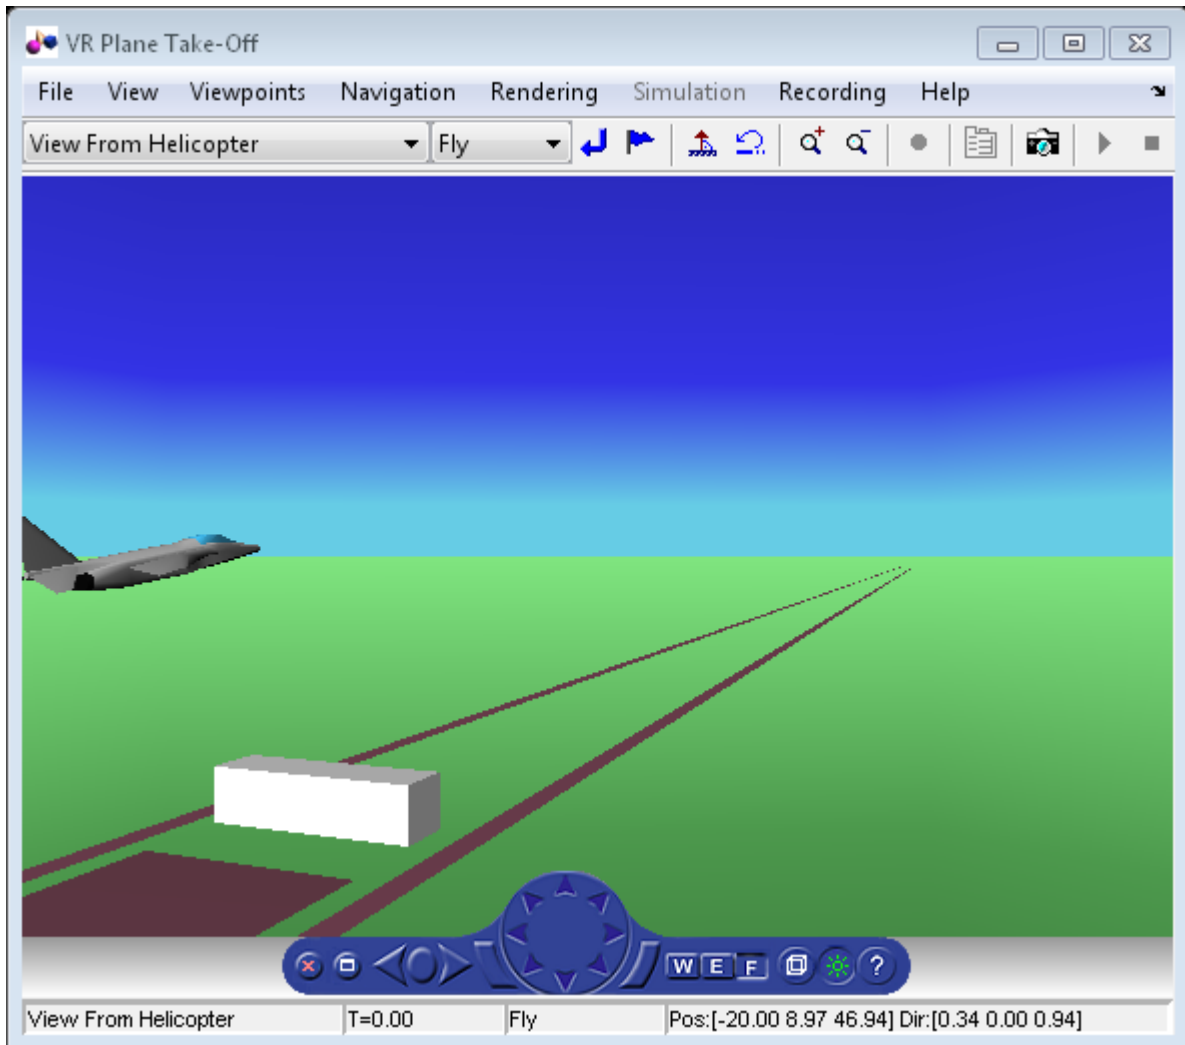 VR Plane Take-Off
File View Viewpoints Navigation Rendering Simulation Recording Help
View From Helicopter Fly
W E F ?
View From Helicopter T=0.00 Fly Pos:[-20.00 8.97 46.94] Dir:[0.34 0.00 0.94]